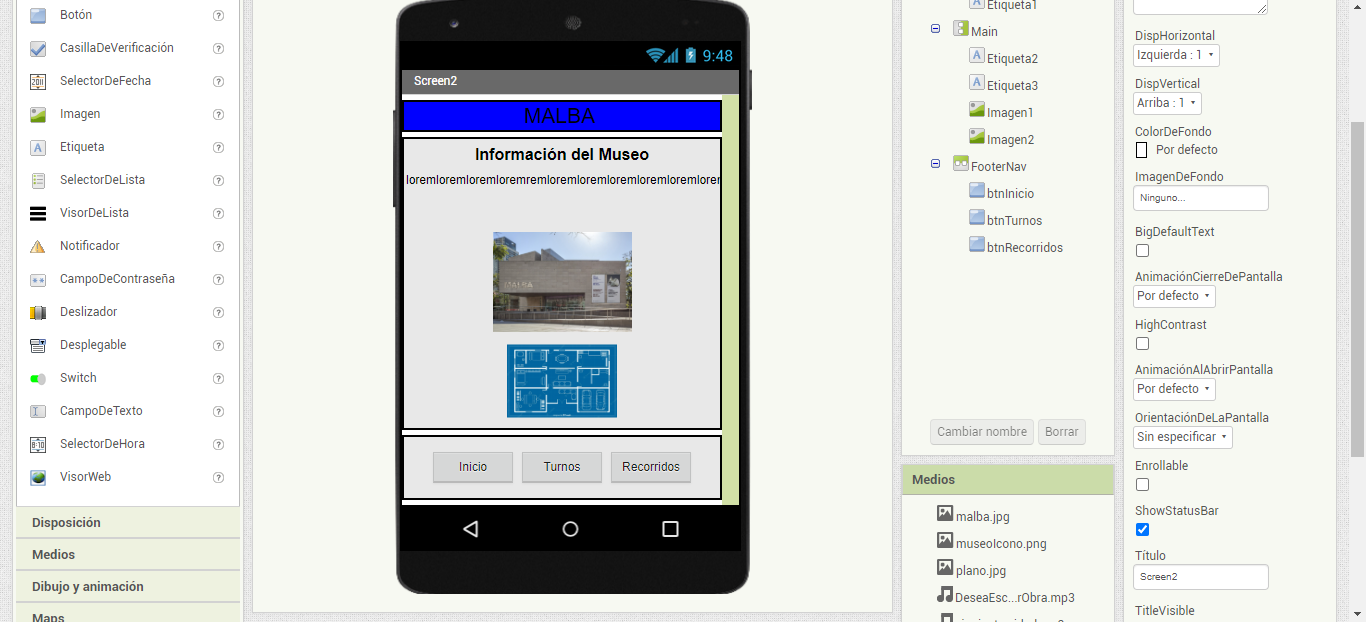 Botón
CasillaDeVerificación
SelectorDeFecha
Imagen
Etiqueta
SelectorDeLista
VisorDeLista
Notificador
CampoDeContraseña
Deslizador
Desplegable
Switch
CampoDeTexto
SelectorDeHora
VisorWeb
Disposición
Medios
Dibujo y animación
Maps
9:48
Screen2
MALBA
Información del Museo
loremloremloremloremremloremloremloremloremloremlorem
Inicio
Turnos
Recorridos
Etiqueta1
Main
Etiqueta2
Etiqueta3
Imagen1
Imagen2
FooterNav
btnInicio
btnTurnos
btnRecorridos
Cambiar nombre
Borrar
Medios
malba.jpg
museoIcono.png
plano.jpg
DeseaEsc...rObra.mp3
DispHorizontal
Izquierda : 1
DispVertical
Arriba : 1
ColorDeFondo
Por defecto
ImagenDeFondo
Ninguno...
BigDefaultText
AnimaciónCierreDePantalla
Por defecto
HighContrast
AnimaciónAlAbrirPantalla
Por defecto
OrientaciónDeLaPantalla
Sin especificar
Enrollable
ShowStatusBar
Título
Screen2
TitleVisible